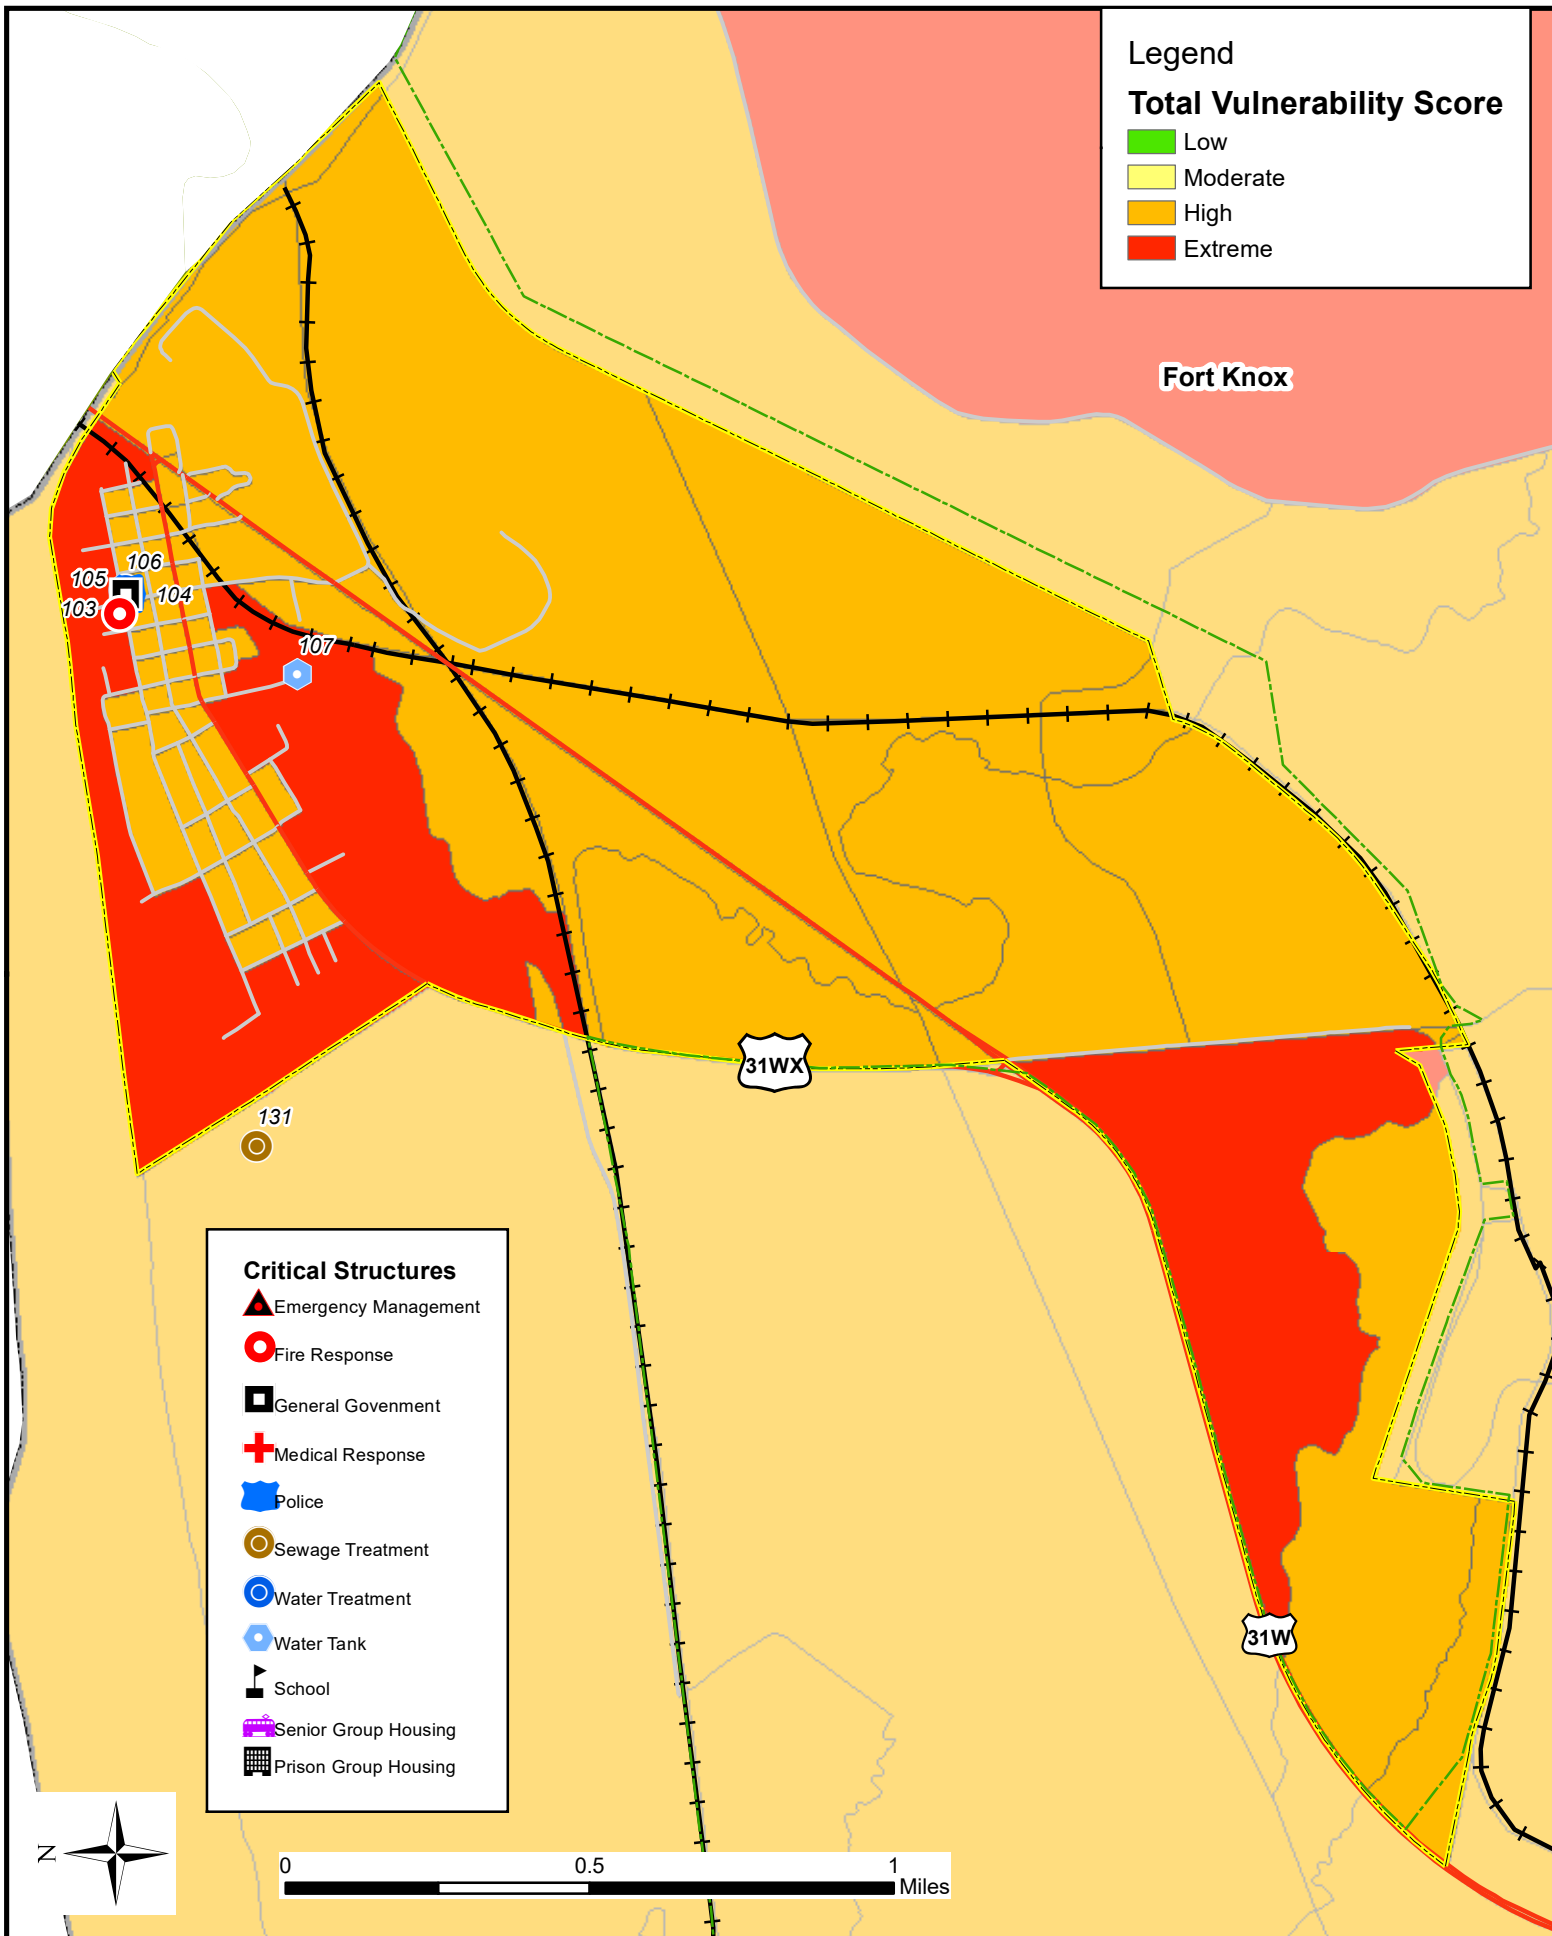 Legend
Total Vulnerability Score
Low
Moderate
High
Extreme
Fort Knox
106
105
104
103
107
31WX
131
Critical Structures
Emergency Management
Fire Response
General Govenment
Medical Response
Police
Sewage Treatment
Water Treatment
Water Tank
School
Senior Group Housing
Prison Group Housing
31W
N
0 0.5 1
Miles